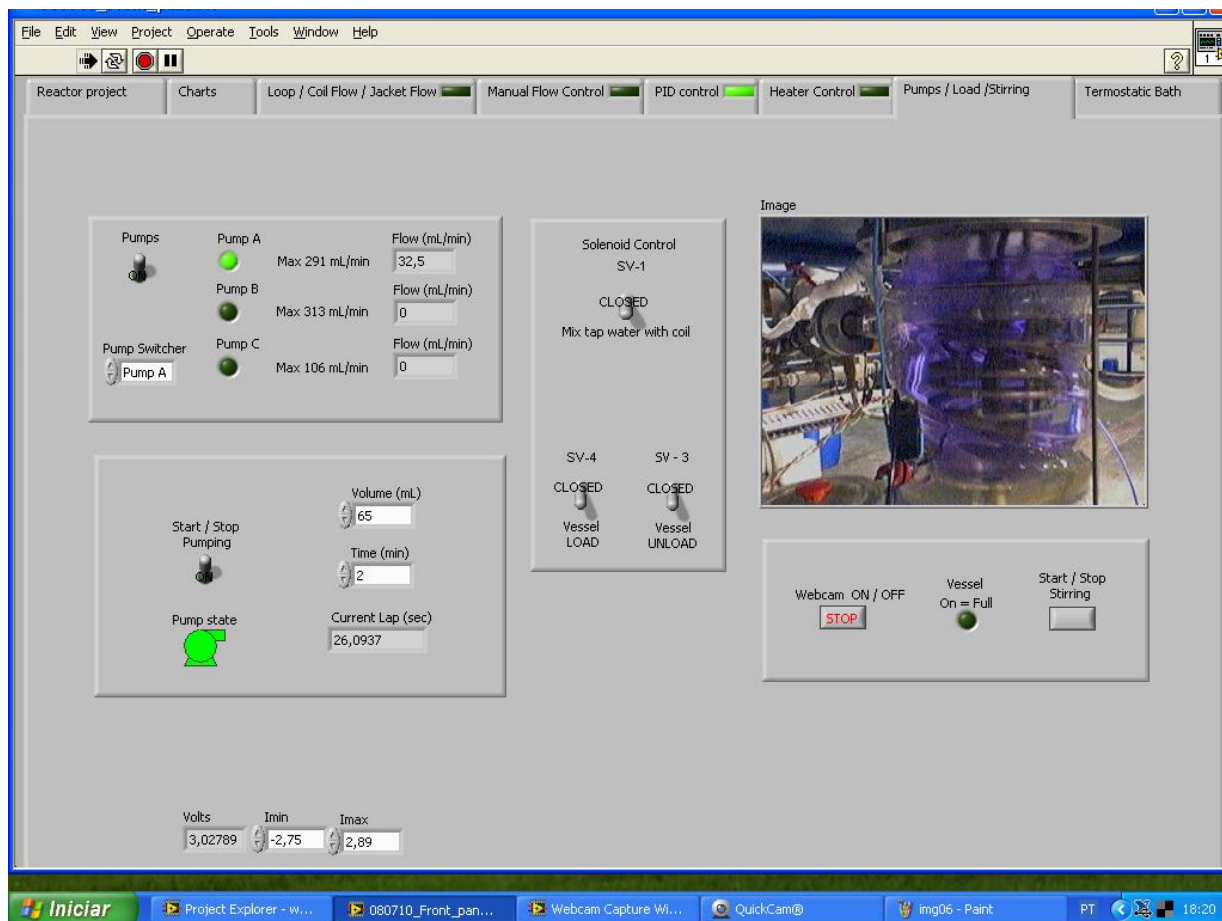 File Edit View Project Operate Tools Window Help
Reactor project
Charts
Loop / Coil Flow / Jacket Flow
Manual Flow Control
PID control
Heater Control
Pumps / Load /Stirring
Termostatic Bath
Pumps
ON
Pump Switcher
Pump A
Pump A
Max 291 mL/min
Flow (mL/min)
32,5
Pump B
Max 313 mL/min
Flow (mL/min)
0
Pump C
Max 106 mL/min
Flow (mL/min)
0
Solenoid Control
SV-1
CLOSED
Mix tap water with coil
SV-4
CLOSED
Vessel
LOAD
SV - 3
CLOSED
Vessel
UNLOAD
Image
Start / Stop
Pumping
ON
Pump state
Volume (mL)
65
Time (min)
2
Current Lap (sec)
26,0937
Webcam ON / OFF
STOP
Vessel
On = Full
Start / Stop
Stirring
Volts
3,02789
Imin
-2,75
Imax
2,89
Iniciar
Project Explorer - w...
080710_Front_pan...
Webcam Capture Wi...
QuickCam®
img06 - Paint
PT
18:20